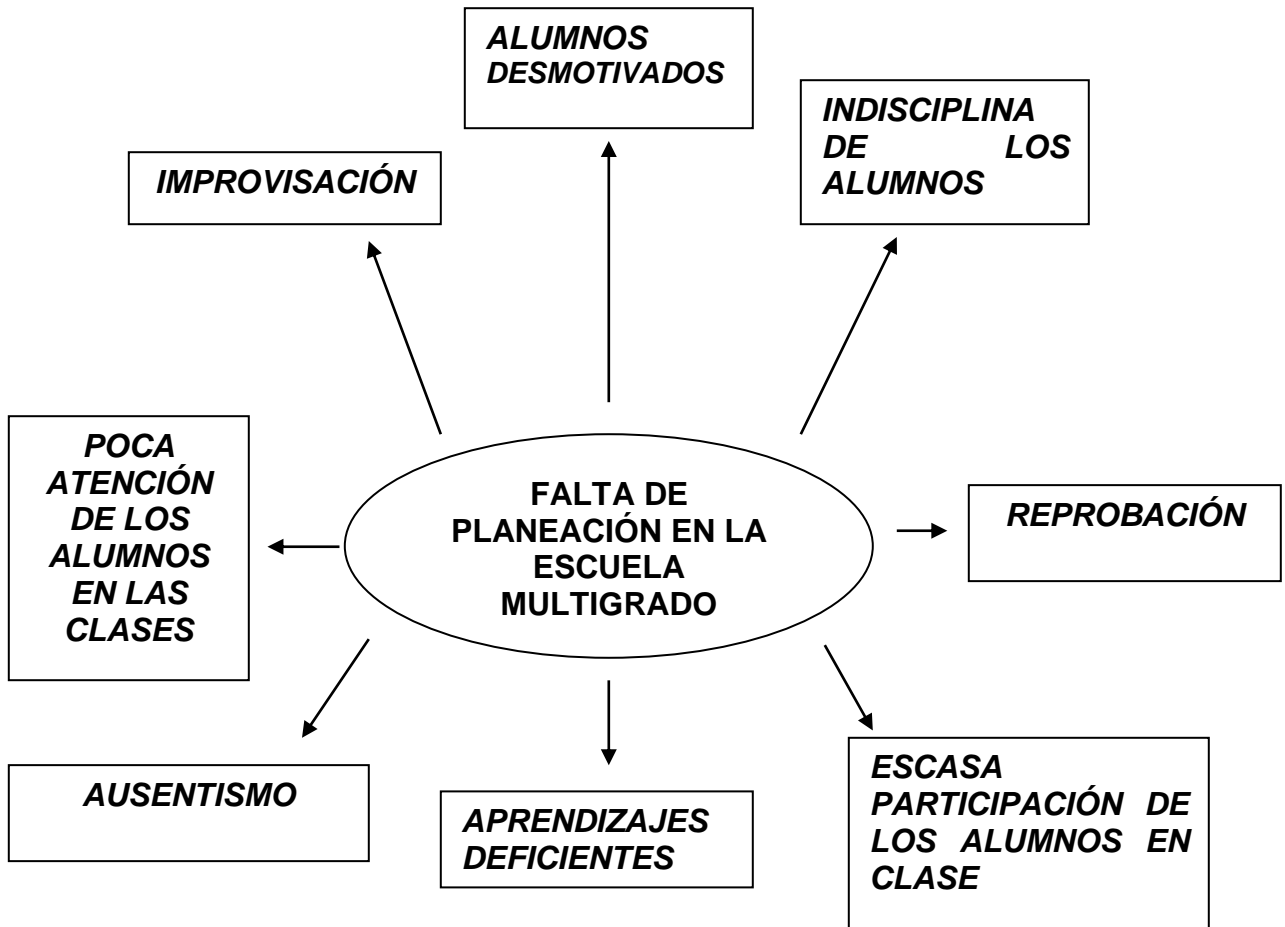 ALUMNOS
DESMOTIVADOS
INDISCIPLINA
DE LOS
ALUMNOS
IMPROVISACIÓN
POCA
ATENCIÓN
DE LOS
ALUMNOS
EN LAS
CLASES
FALTA DE
PLANEACIÓN EN LA
ESCUELA
MULTIGRADO
REPROBACIÓN
AUSENTISMO
APRENDIZAJES
DEFICIENTES
ESCASA
PARTICIPACIÓN DE
LOS ALUMNOS EN
CLASE